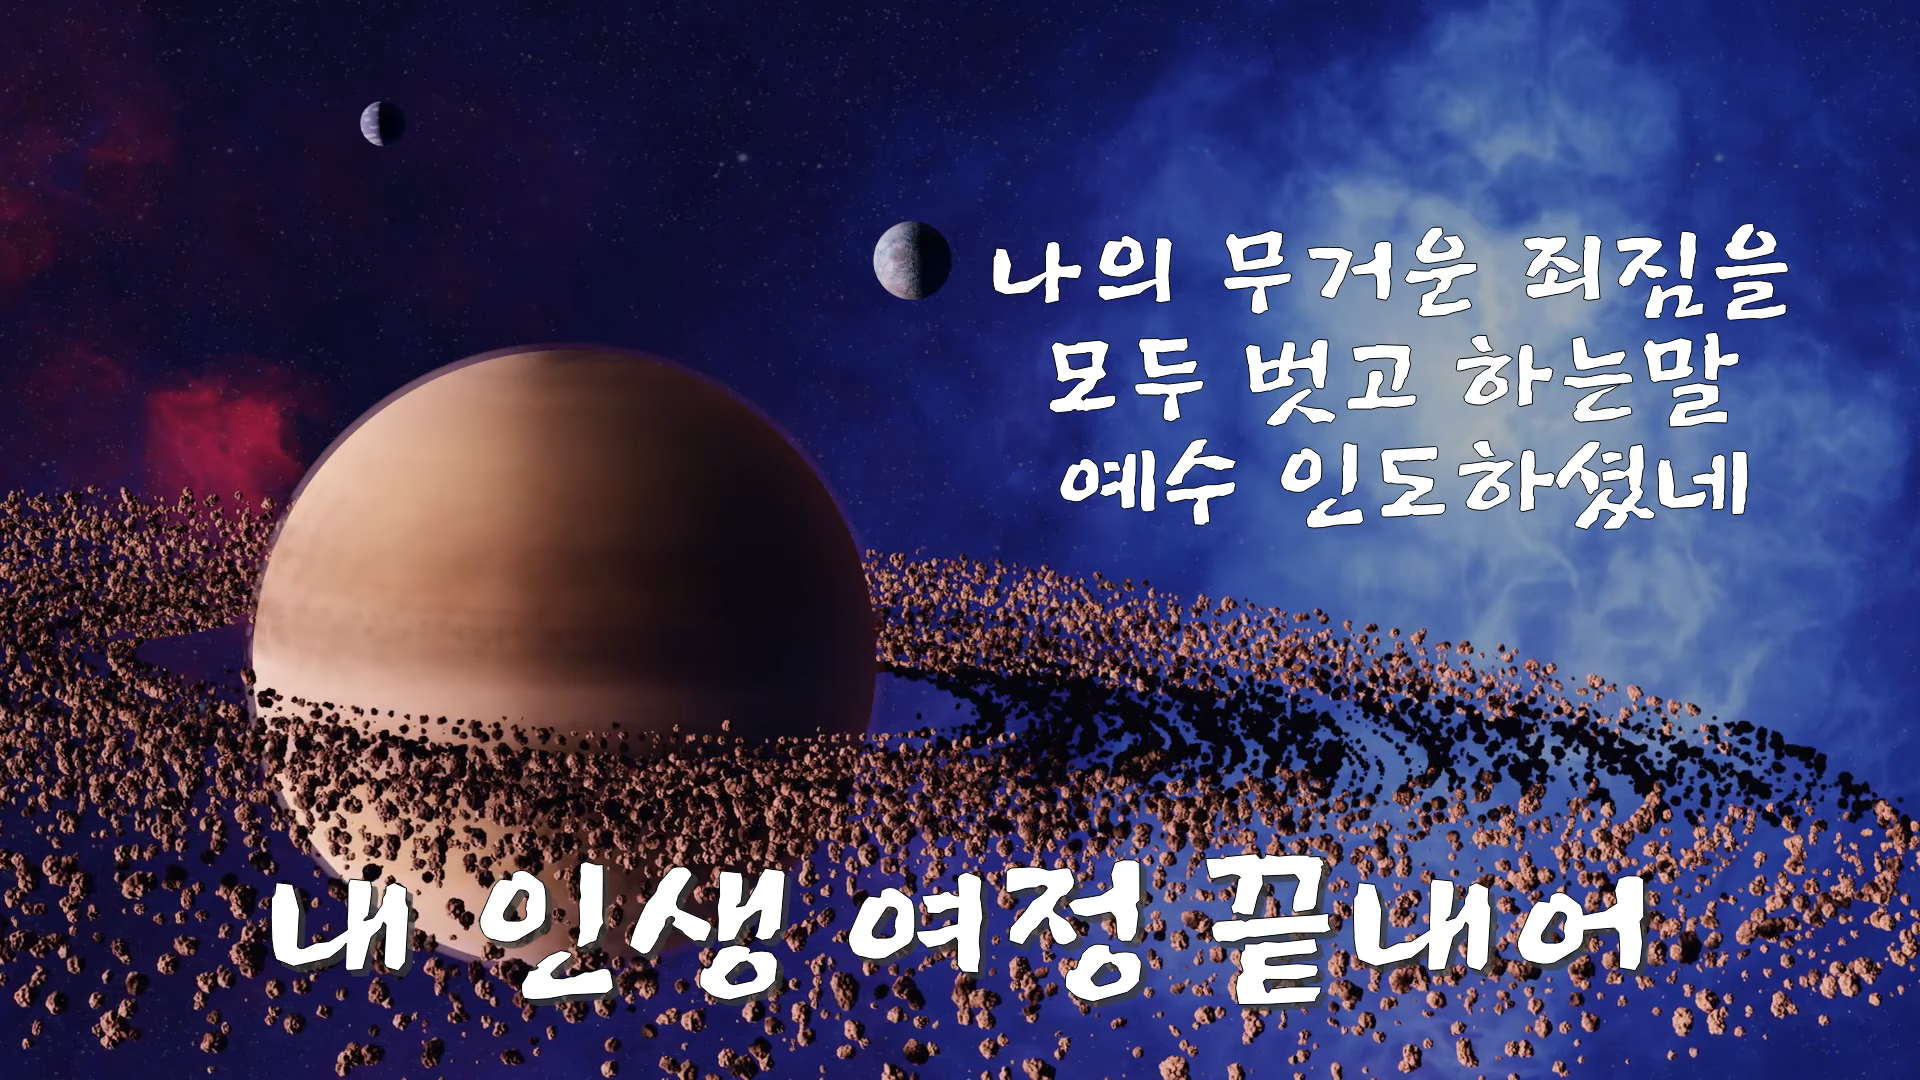 나의 무거운 죄짐을
모두 벗고 하는말
예수 인도하셨네
내 인생 여정 끝내어